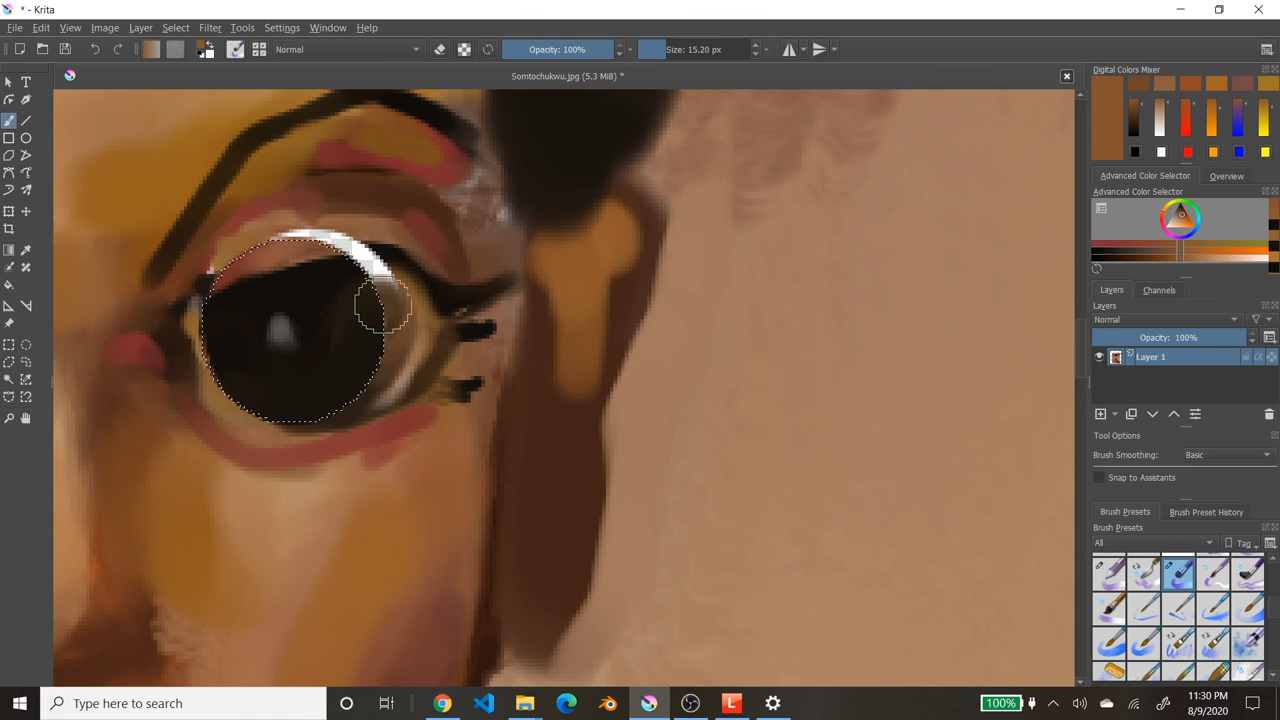 * - Krita
File Edit View Image Layer Select Filter Tools Settings Window Help
Normal Opacity: 100% Size: 15.20 px
Somtochukwu.jpg (5.3 MiB) *
Digital Colors Mixer
Advanced Color Selector Overview
Advanced Color Selector
Layers Channels
Layers
Normal
Opacity: 100%
Layer 1
Tool Options
Brush Smoothing: Basic
Snap to Assistants
Brush Presets Brush Preset History
Brush Presets
All Tag
Type here to search
100%
11:30 PM
8/9/2020